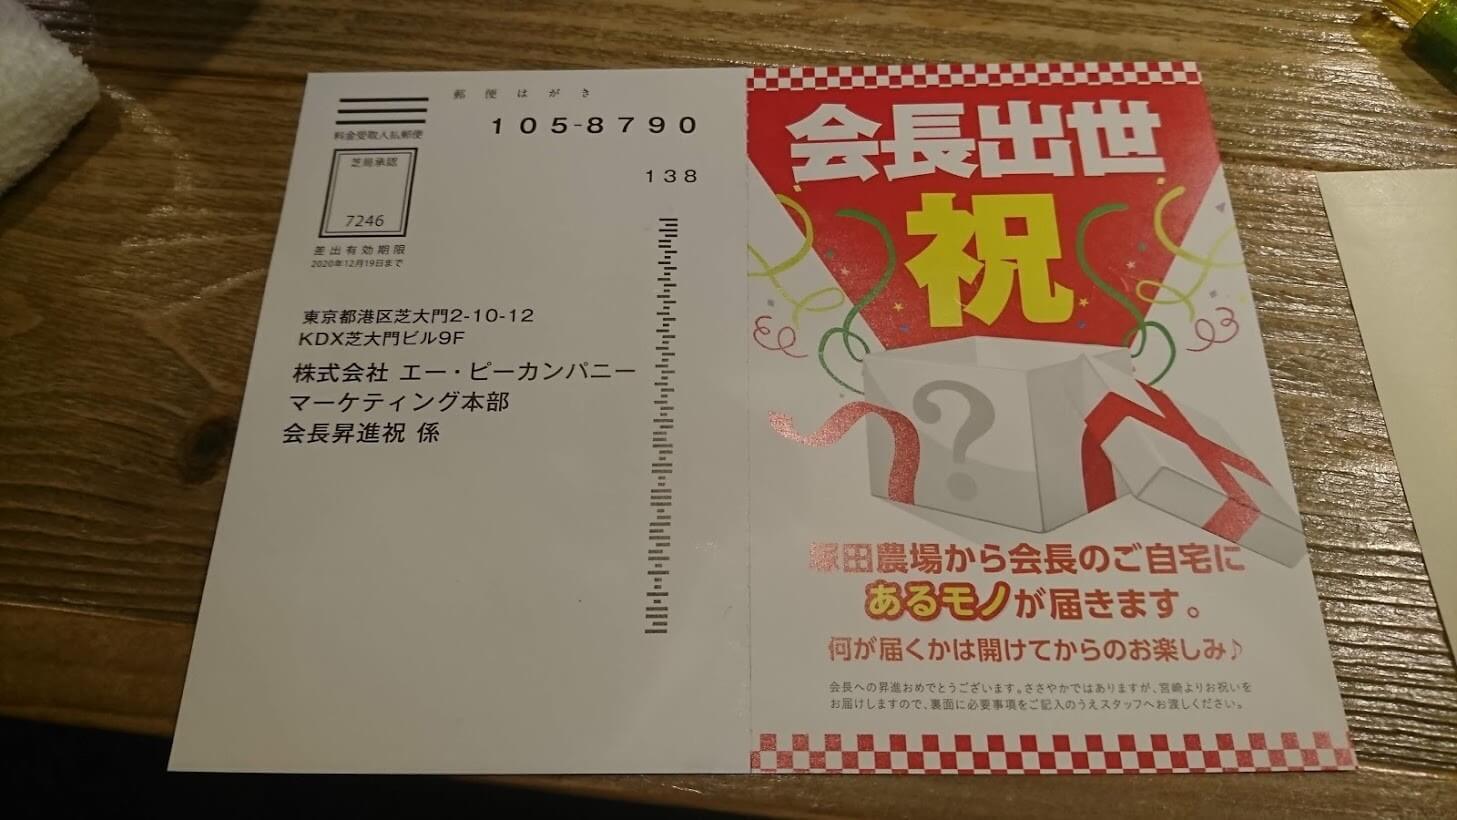 郵便はがき
料金受取人払郵便
105-8790
芝局承認
138
7246
差出有効期限
2020年12月19日まで
東京都港区芝大門2-10-12
KDX芝大門ビル9F
株式会社 エー・ピーカンパニー
マーケティング本部
会長昇進祝 係
会長出世
祝
?
塚田農場から会長のご自宅に
あるモノが届きます。
何が届くかは開けてからのお楽しみ♪
会長への昇進おめでとうございます。ささやかではありますが、宮崎よりお祝いを
お届けしますので、裏面に必要事項をご記入のうえスタッフへお渡しください。